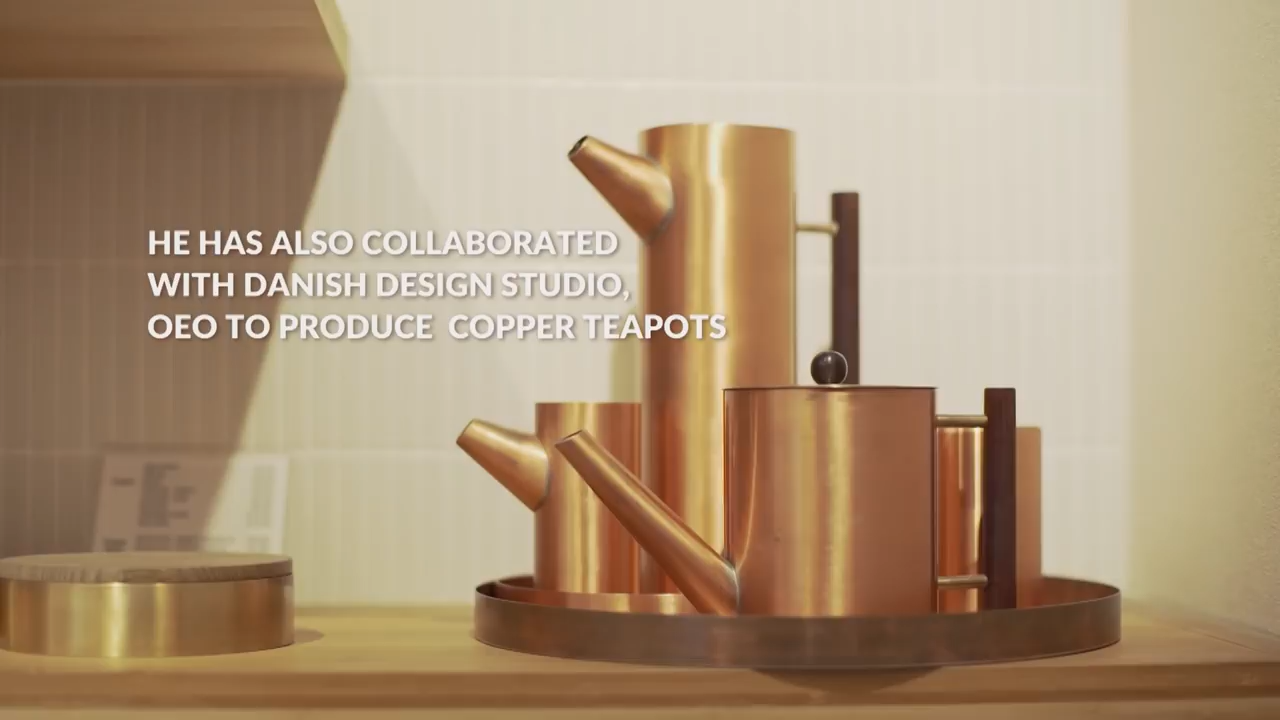 HE HAS ALSO COLLABORATED
WITH DANISH DESIGN STUDIO,
OEO TO PRODUCE  COPPER TEAPOTS